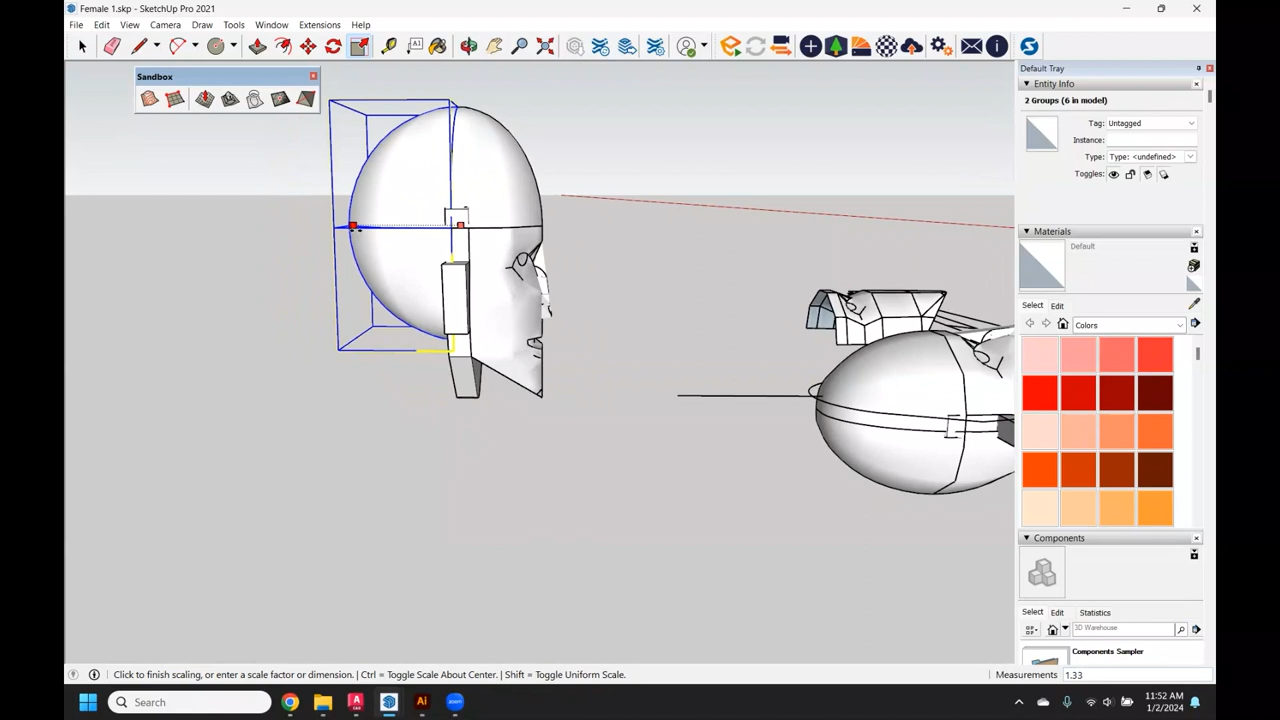 Female 1.skp - SketchUp Pro 2021
File Edit View Camera Draw Tools Window Extensions Help
Sandbox
Default Tray
Entity Info
2 Groups (6 in model)
Tag: Untagged
Instance:
Type: Type: <undefined>
Toggles:
Materials
Default
Select Edit
Colors
Components
Select Edit Statistics
3D Warehouse
Components Sampler
Click to finish scaling, or enter a scale factor or dimension. | Ctrl = Toggle Scale About Center. | Shift = Toggle Uniform Scale.
Measurements 1.33
Search
11:52 AM
1/2/2024